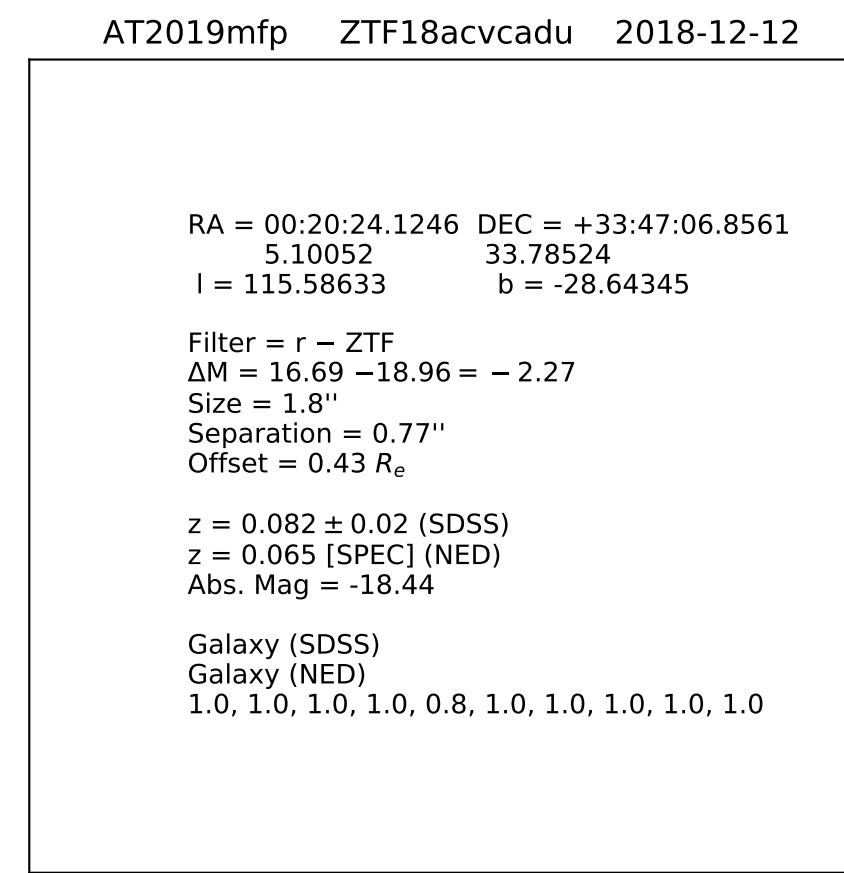 AT2019mfp ZTF18acvcadu 2018-12-12
RA = 00:20:24.1246 DEC = +33:47:06.8561
5.10052 33.78524
l = 115.58633 b = -28.64345
Filter = r − ZTF
ΔM = 16.69 −18.96 = − 2.27
Size = 1.8''
Separation = 0.77''
Offset = 0.43 Rₑ
z = 0.082 ± 0.02 (SDSS)
z = 0.065 [SPEC] (NED)
Abs. Mag = -18.44
Galaxy (SDSS)
Galaxy (NED)
1.0, 1.0, 1.0, 1.0, 0.8, 1.0, 1.0, 1.0, 1.0, 1.0